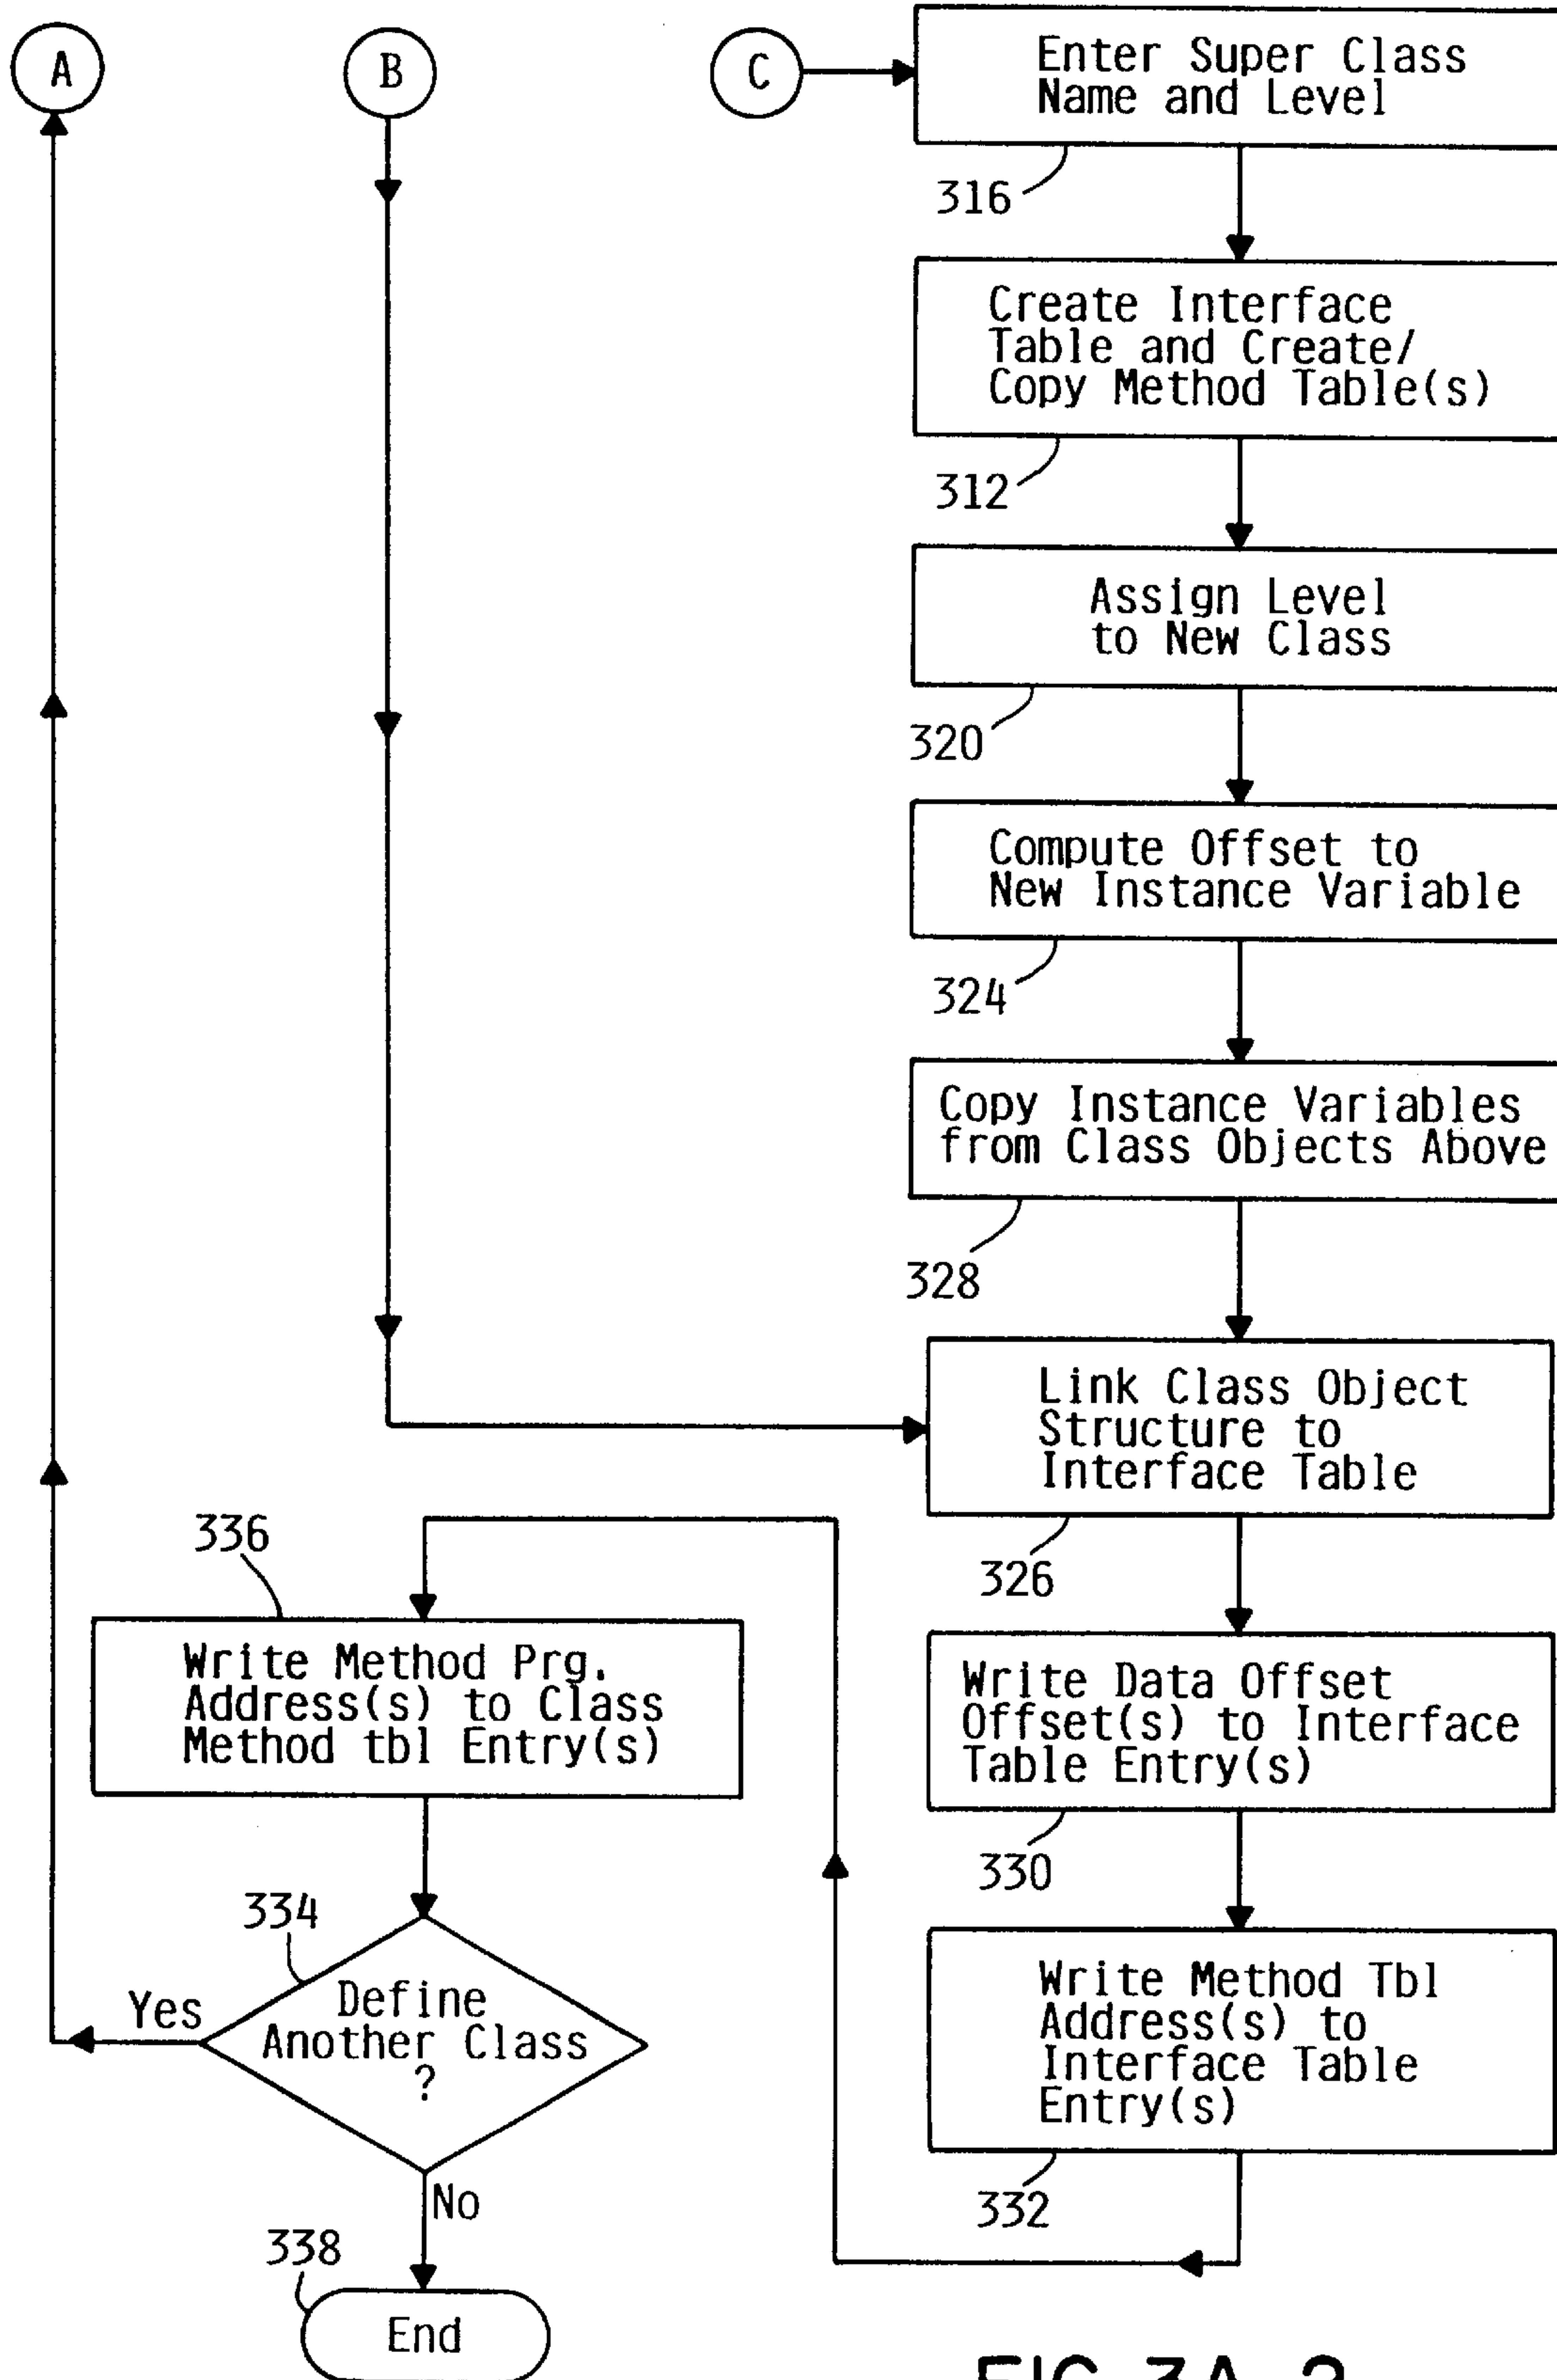 A
B
C
Enter Super Class
Name and Level
316
Create Interface
Table and Create/
Copy Method Table(s)
312
Assign Level
to New Class
320
Compute Offset to
New Instance Variable
324
Copy Instance Variables
from Class Objects Above
328
Link Class Object
Structure to
Interface Table
326
Write Data Offset
Offset(s) to Interface
Table Entry(s)
330
Write Method Tbl
Address(s) to
Interface Table
Entry(s)
332
336
Write Method Prg.
Address(s) to Class
Method tbl Entry(s)
334
Define
Another Class
?
Yes
No
338
End
FIG. 3A-2